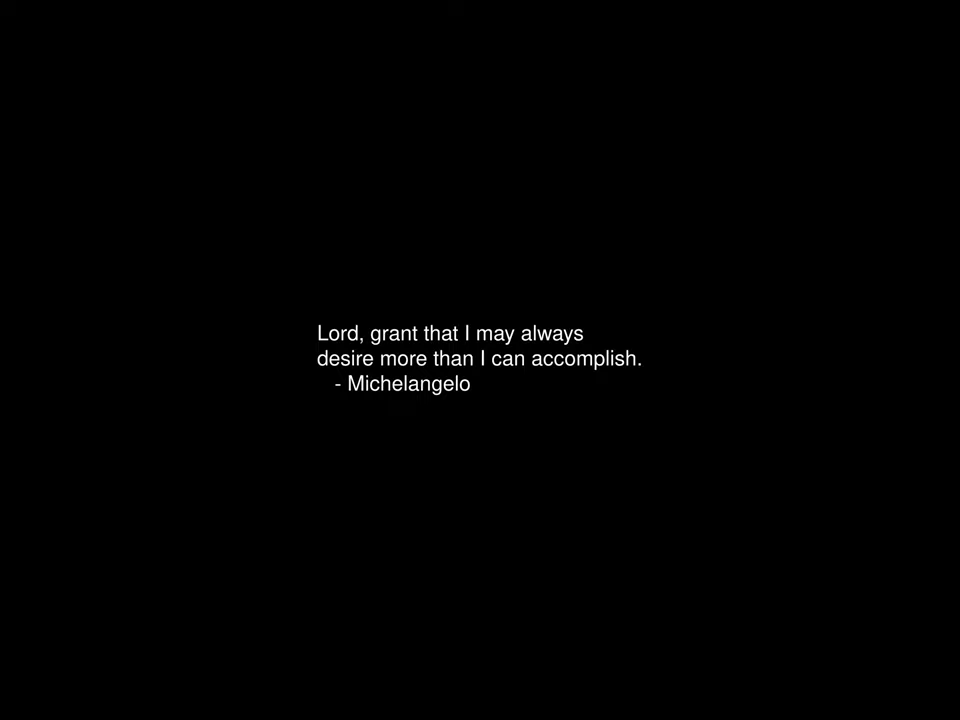 Lord, grant that I may always
desire more than I can accomplish.
- Michelangelo